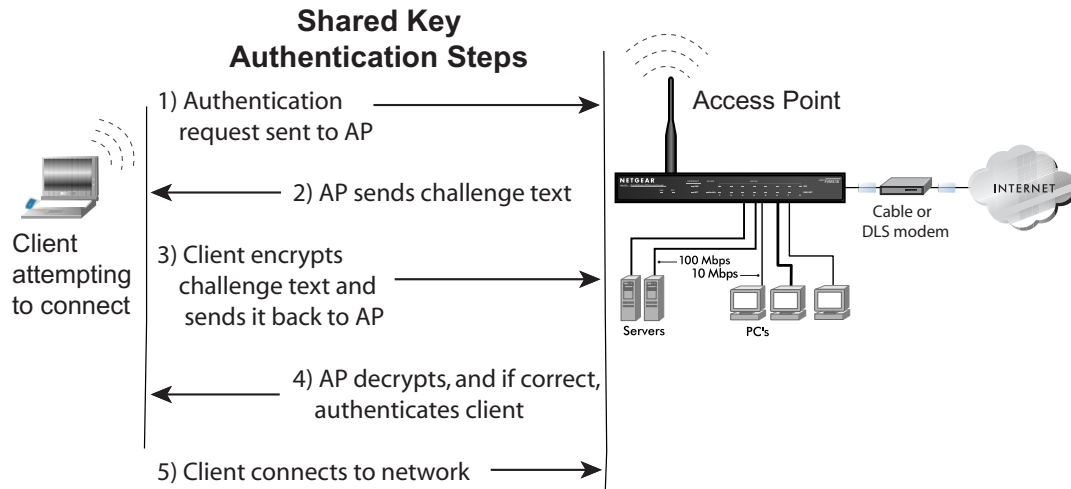 Shared Key
Authentication Steps
1) Authentication
request sent to AP
2) AP sends challenge text
3) Client encrypts
challenge text and
sends it back to AP
4) AP decrypts, and if correct,
authenticates client
5) Client connects to network
Client
attempting
to connect
Access Point
NETGEAR
INTERNET
Cable or
DLS modem
100 Mbps
10 Mbps
Servers
PC's